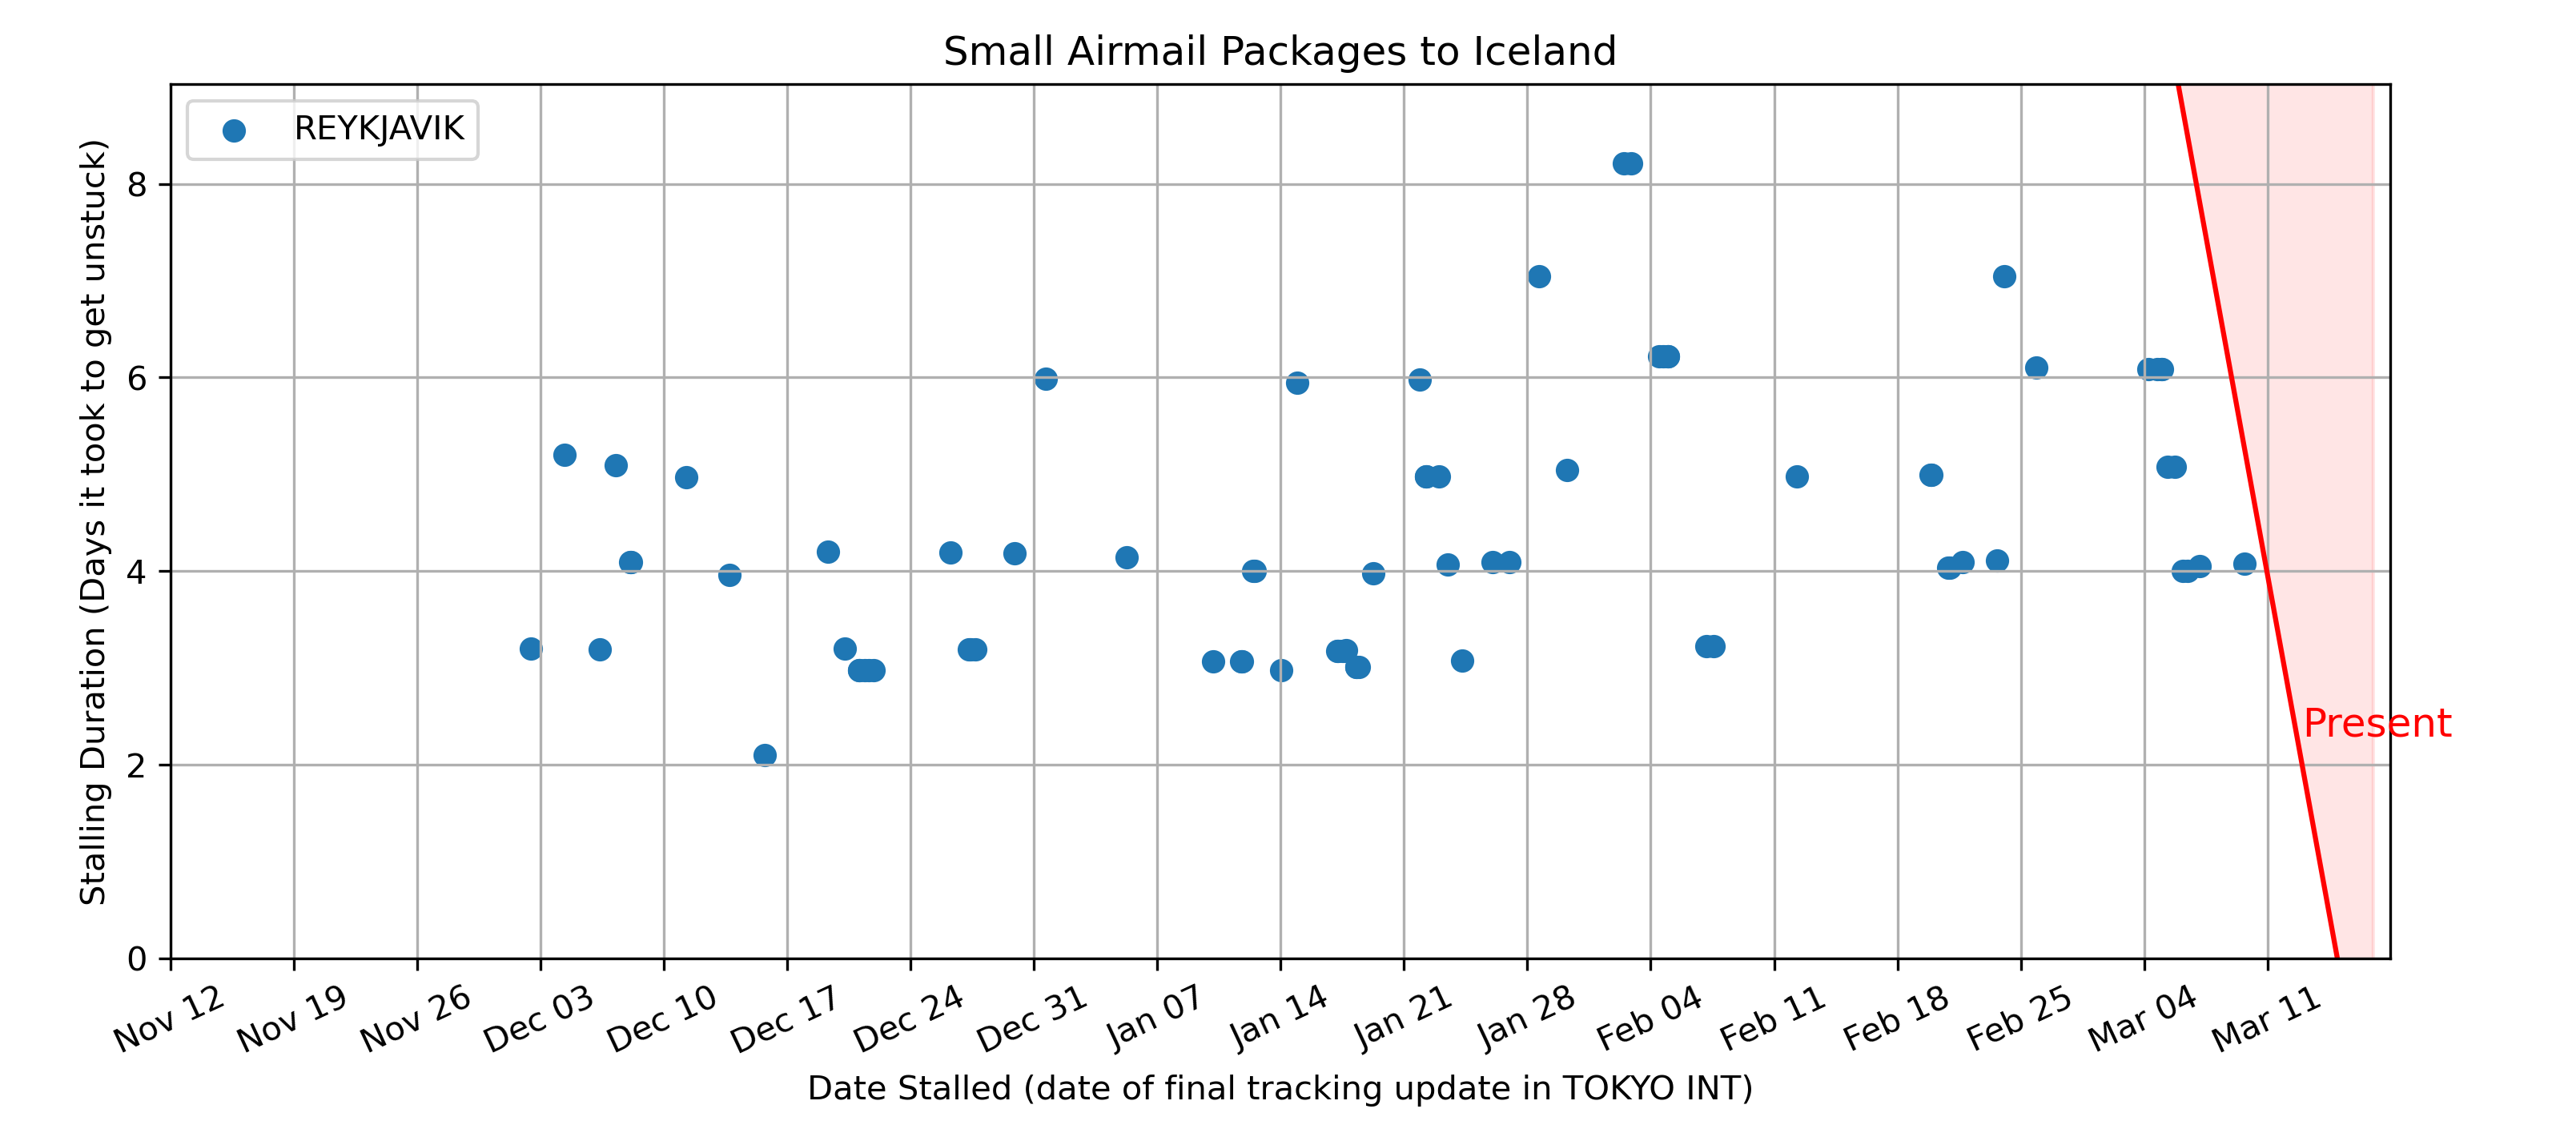 Small Airmail Packages to Iceland
REYKJAVIK
Stalling Duration (Days it took to get unstuck)
8
6
4
2
0
Present
Nov 12
Nov 19
Nov 26
Dec 03
Dec 10
Dec 17
Dec 24
Dec 31
Jan 07
Jan 14
Jan 21
Jan 28
Feb 04
Feb 11
Feb 18
Feb 25
Mar 04
Mar 11
Date Stalled (date of final tracking update in TOKYO INT)